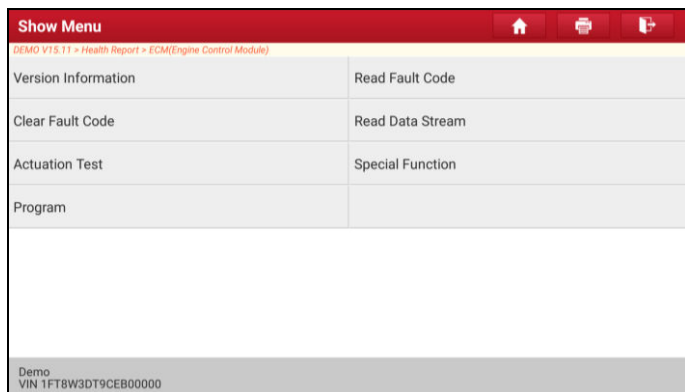 Show Menu
DEMO V15.11 > Health Report > ECM(Engine Control Module)
Version Information
Read Fault Code
Clear Fault Code
Read Data Stream
Actuation Test
Special Function
Program
Demo
VIN 1FT8W3DT9CEB00000